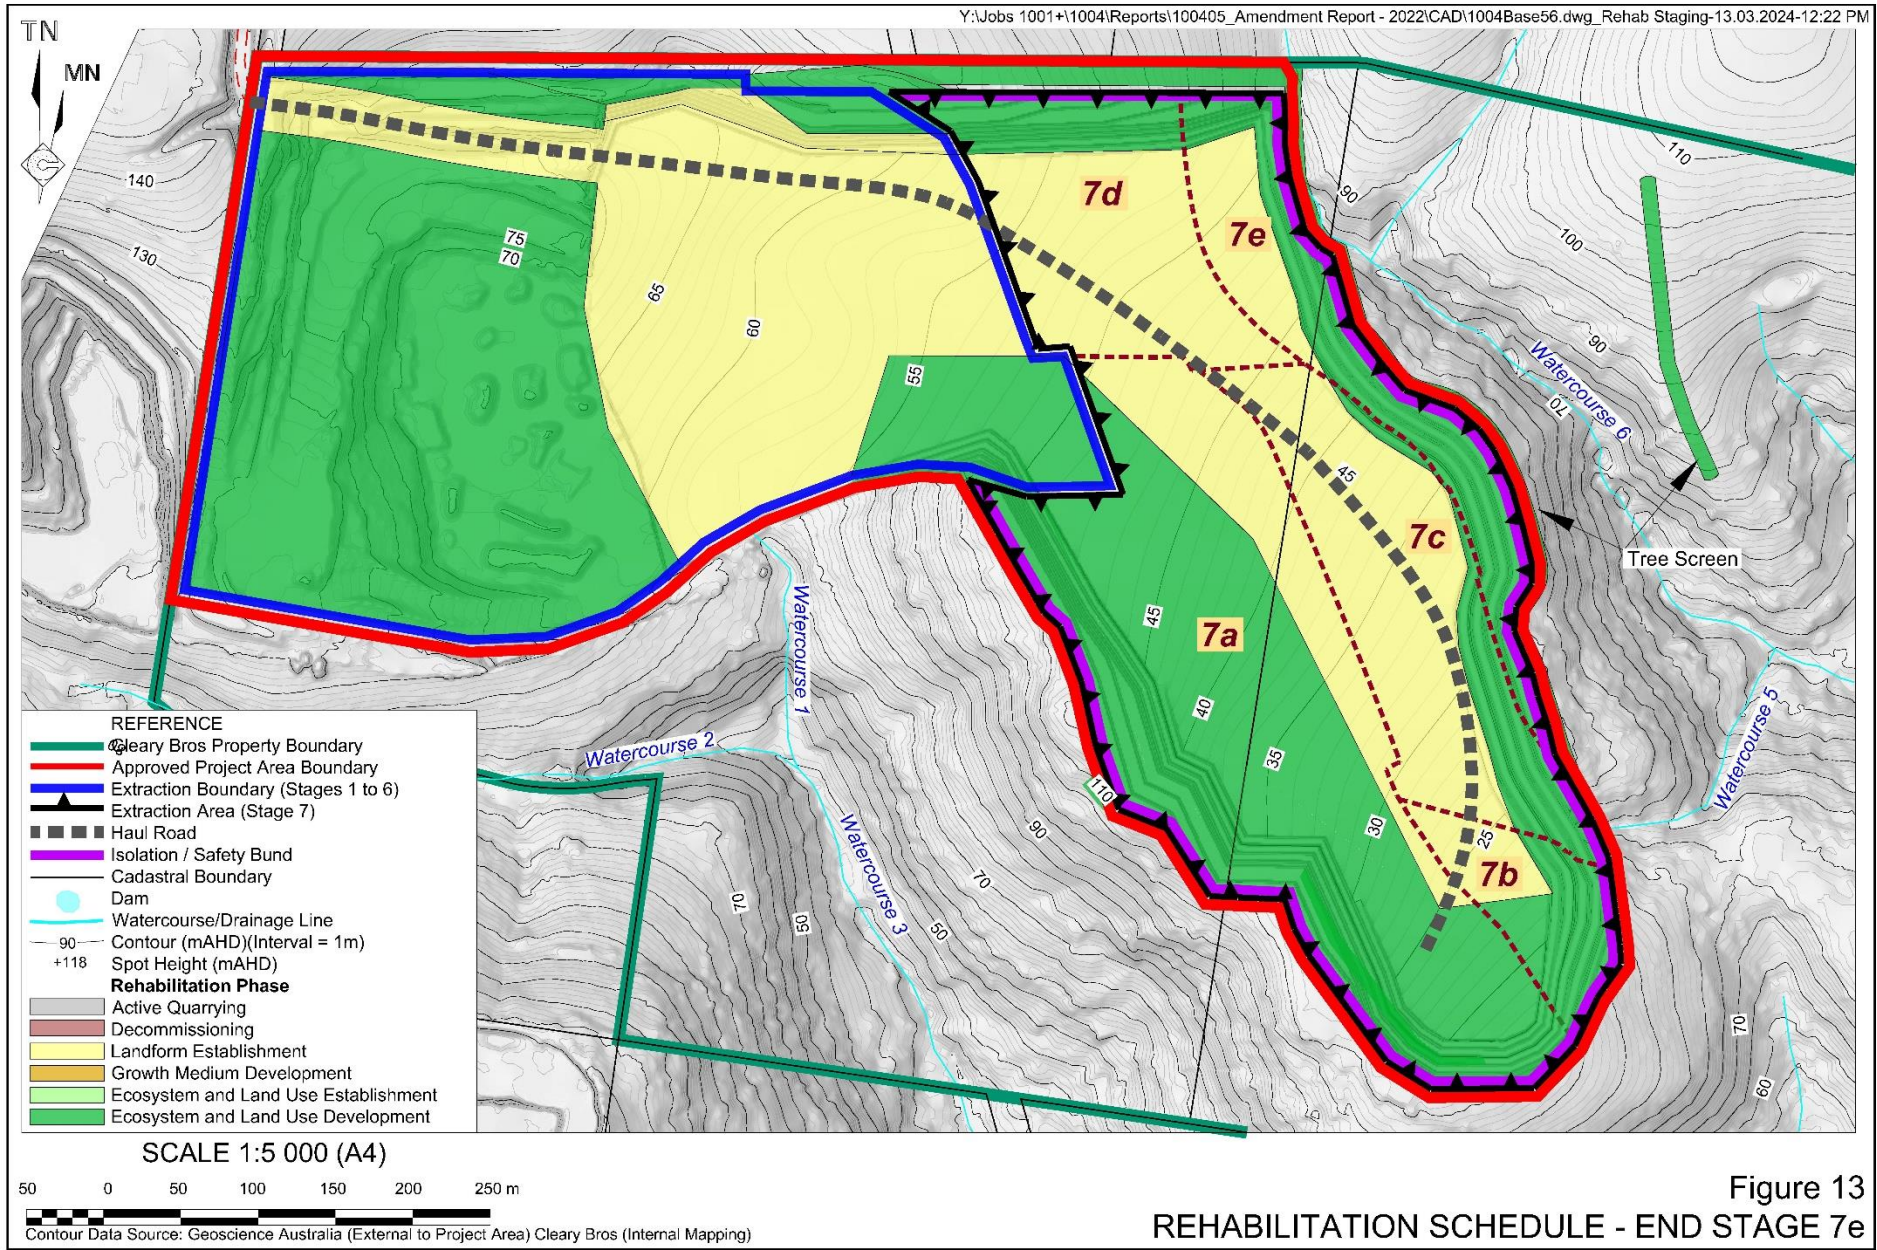 Y:\Jobs 1001+\1004\Reports\100405_Amendment Report - 2022\CAD\1004Base56.dwg_Rehab Staging-13.03.2024-12:22 PM
TN
MN
140
130
75
70
65
60
55
7d
7e
90
110
100
90
Watercourse 6
70
45
7c
Tree Screen
45
7a
40
35
30
25
7b
Watercourse 5
Watercourse 1
Watercourse 2
Watercourse 3
110
90
70
50
70
50
70
60
REFERENCE
Cleary Bros Property Boundary
Approved Project Area Boundary
Extraction Boundary (Stages 1 to 6)
Extraction Area (Stage 7)
Haul Road
Isolation / Safety Bund
Cadastral Boundary
Dam
Watercourse/Drainage Line
90 Contour (mAHD)(Interval = 1m)
+118 Spot Height (mAHD)
Rehabilitation Phase
Active Quarrying
Decommissioning
Landform Establishment
Growth Medium Development
Ecosystem and Land Use Establishment
Ecosystem and Land Use Development
SCALE 1:5 000 (A4)
50 0 50 100 150 200 250 m
Contour Data Source: Geoscience Australia (External to Project Area) Cleary Bros (Internal Mapping)
Figure 13
REHABILITATION SCHEDULE - END STAGE 7e